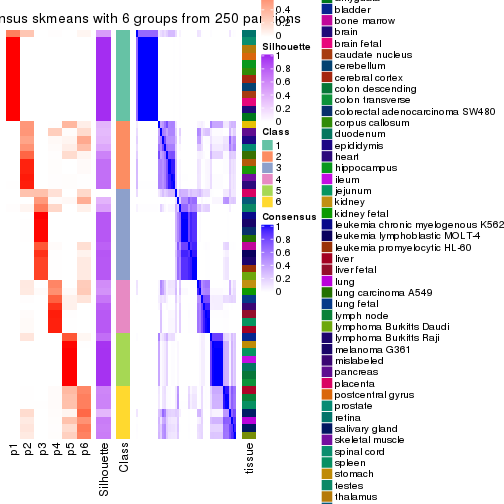 nsus skmeans with 6 groups from 250 partitions
0.4
0.2
0
Silhouette
1
0.8
0.6
0.4
0.2
0
Class
1
2
3
4
5
6
Consensus
1
0.8
0.6
0.4
0.2
0
bladder
bone marrow
brain
brain fetal
caudate nucleus
cerebellum
cerebral cortex
colon descending
colon transverse
colorectal adenocarcinoma SW480
corpus callosum
duodenum
epididymis
heart
hippocampus
ileum
jejunum
kidney
kidney fetal
leukemia chronic myelogenous K562
leukemia lymphoblastic MOLT-4
leukemia promyelocytic HL-60
liver
liver fetal
lung
lung carcinoma A549
lung fetal
lymph node
lymphoma Burkitts Daudi
lymphoma Burkitts Raji
melanoma G361
mislabeled
pancreas
placenta
postcentral gyrus
prostate
retina
salivary gland
skeletal muscle
spinal cord
spleen
stomach
testes
thalamus
p1
p2
p3
p4
p5
p6
Silhouette
Class
tissue